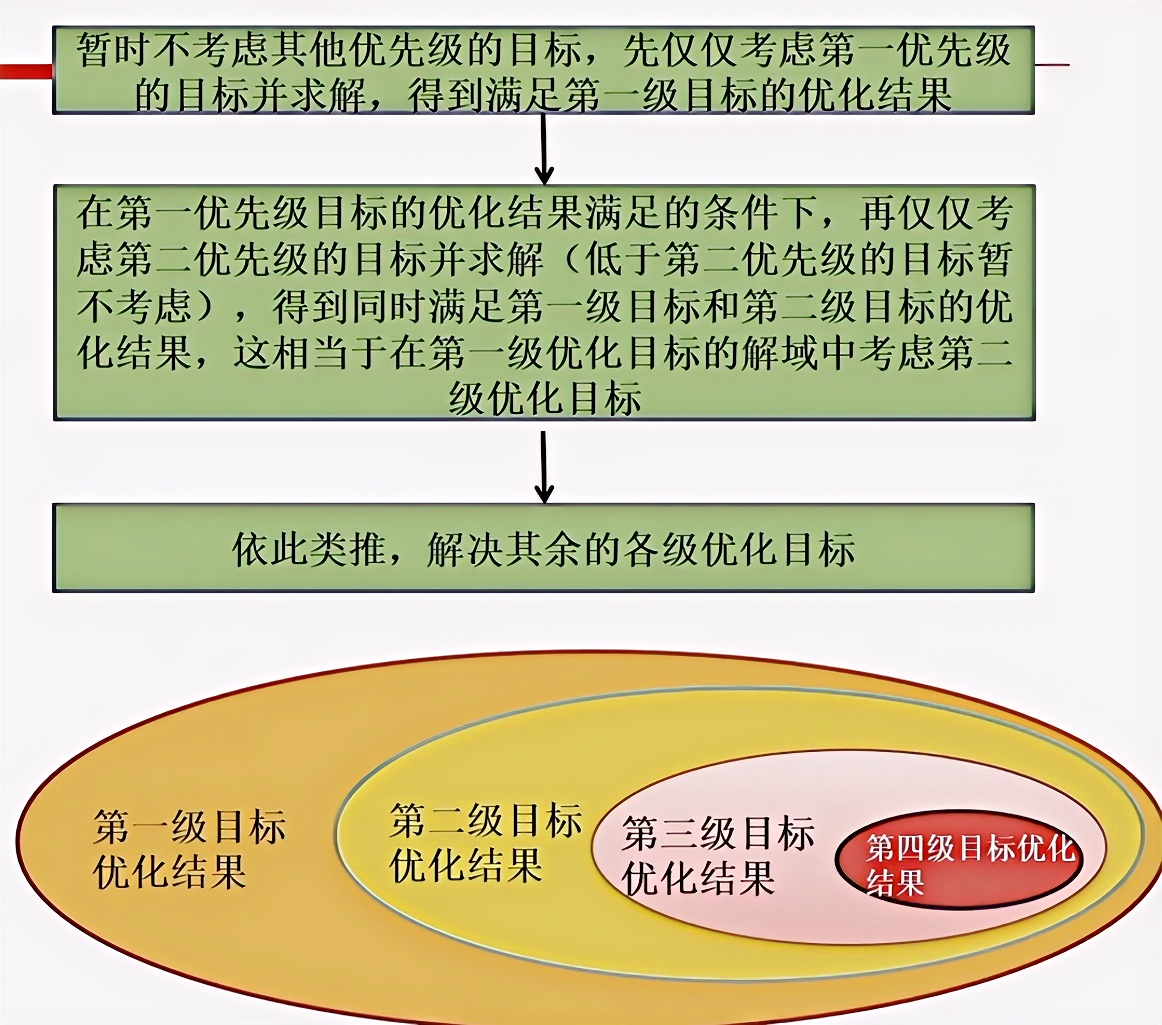 暂时不考虑其他优先级的目标，先仅仅考虑第一优先级
的目标并求解，得到满足第一级目标的优化结果
在第一优先级目标的优化结果满足的条件下，再仅仅考
虑第二优先级的目标并求解（低于第二优先级的目标暂
不考虑），得到同时满足第一级目标和第二级目标的优
化结果，这相当于在第一级优化目标的解域中考虑第二
级优化目标
依此类推，解决其余的各级优化目标
第一级目标
优化结果
第二级目标
优化结果
第三级目标
优化结果
第四级目标优化
结果